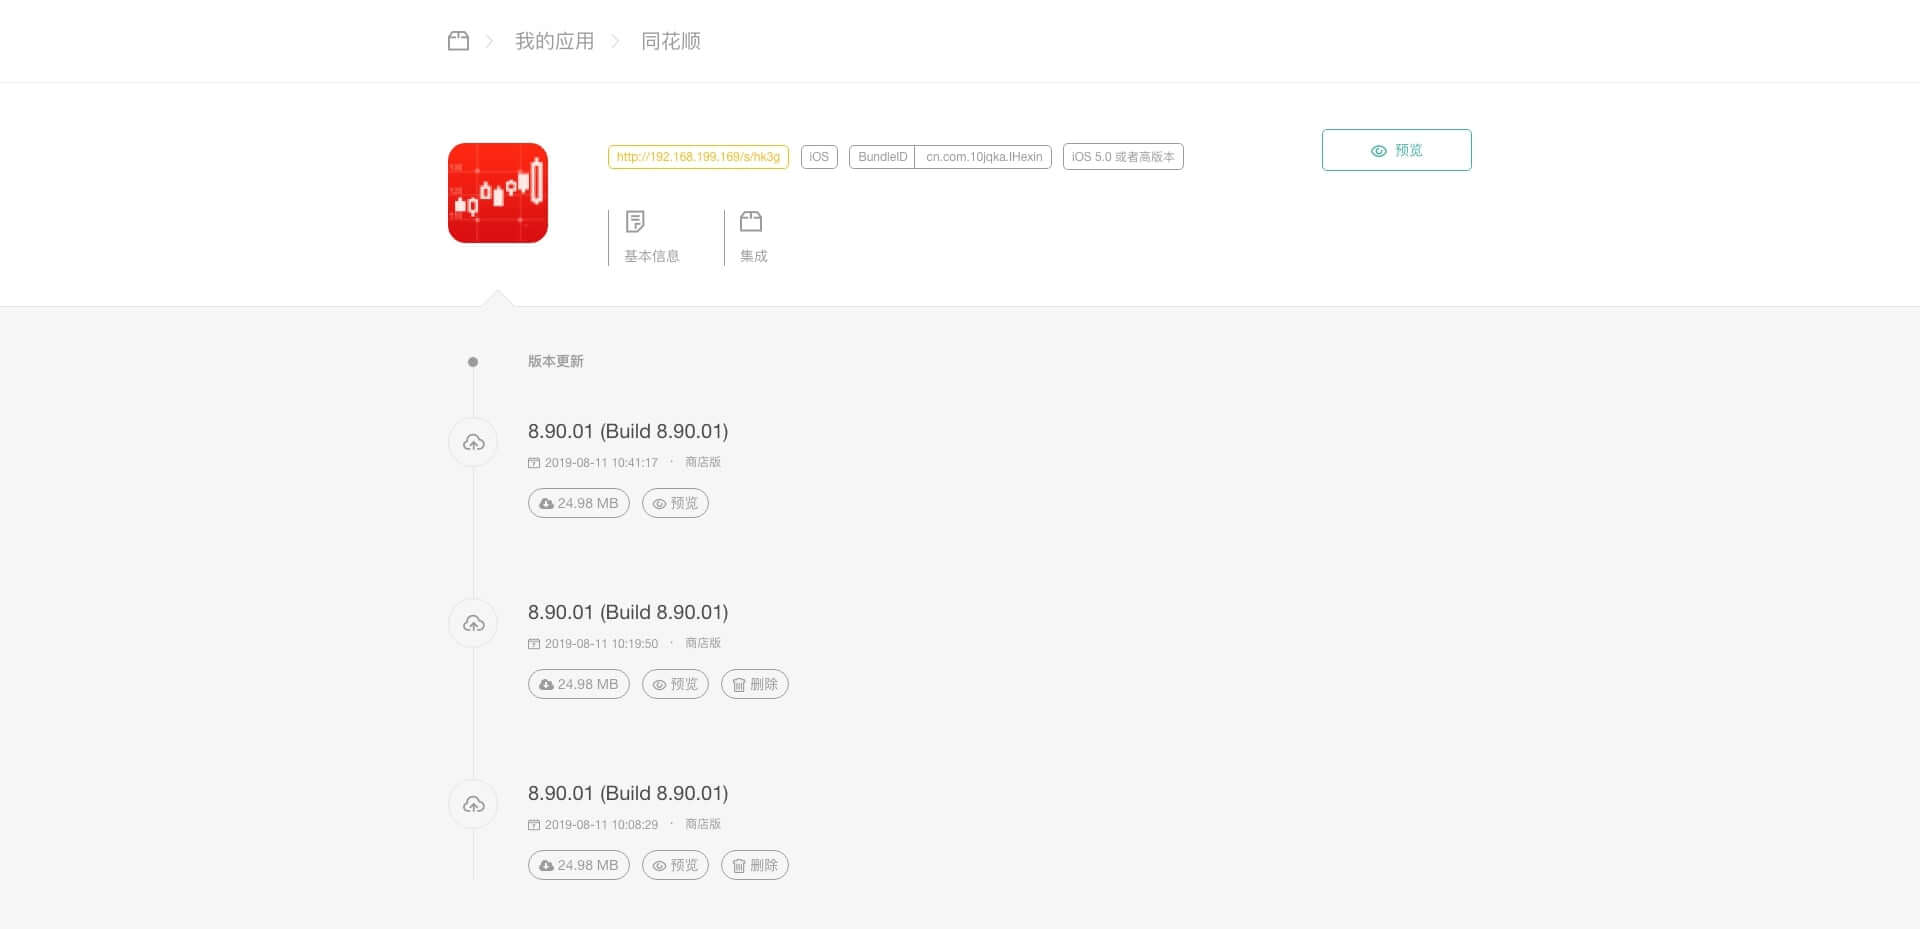 我的应用 同花顺
http://192.168.199.169/s/hk3g iOS BundleID cn.com.10jqka.IHexin iOS 5.0 或者高版本
预览
基本信息 集成
版本更新
8.90.01 (Build 8.90.01)
2019-08-11 10:41:17 · 商店版
24.98 MB 预览
8.90.01 (Build 8.90.01)
2019-08-11 10:19:50 · 商店版
24.98 MB 预览 删除
8.90.01 (Build 8.90.01)
2019-08-11 10:08:29 · 商店版
24.98 MB 预览 删除